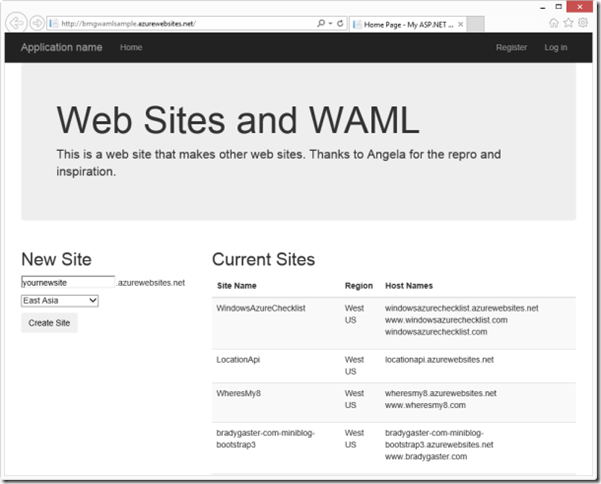 http://bmgwamlsample.azurewebsites.net/
Home Page - My ASP.NET ...
Application name
Home
Register
Log in
Web Sites and WAML
This is a web site that makes other web sites. Thanks to Angela for the repro and
inspiration.
New Site
yournewsite .azurewebsites.net
East Asia
Create Site
Current Sites
Site Name Region Host Names
WindowsAzureChecklist West windowsazurechecklist.azurewebsites.net
US www.windowsazurechecklist.com
windowsazurechecklist.com
LocationApi West locationapi.azurewebsites.net
US
WheresMy8 West wheresmy8.azurewebsites.net
US www.wheresmy8.com
bradygaster-com-miniblog- West bradygaster-com-miniblog-
bootstrap3 US bootstrap3.azurewebsites.net
www.bradygaster.com